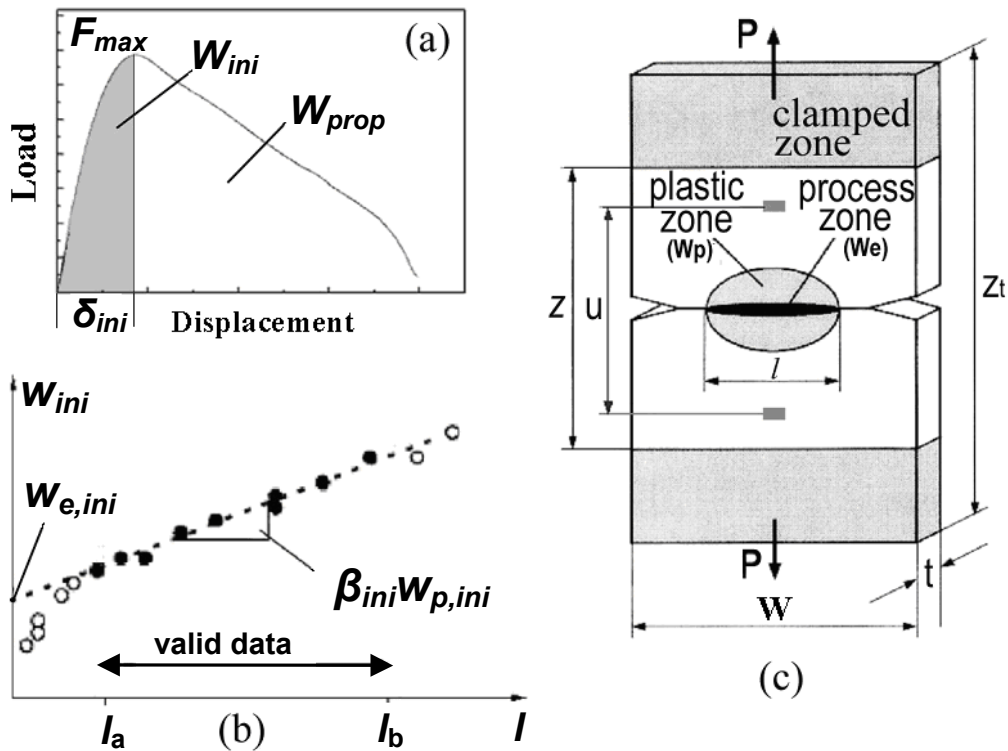 (a)
F_max
W_ini
W_prop
Load
δ_ini
Displacement
w_ini
w_e,ini
β_ini w_p,ini
valid data
l_a
(b)
l_b
l
P
clamped
zone
plastic
zone
(Wp)
process
zone
(We)
z
u
Zt
l
P
t
W
(c)